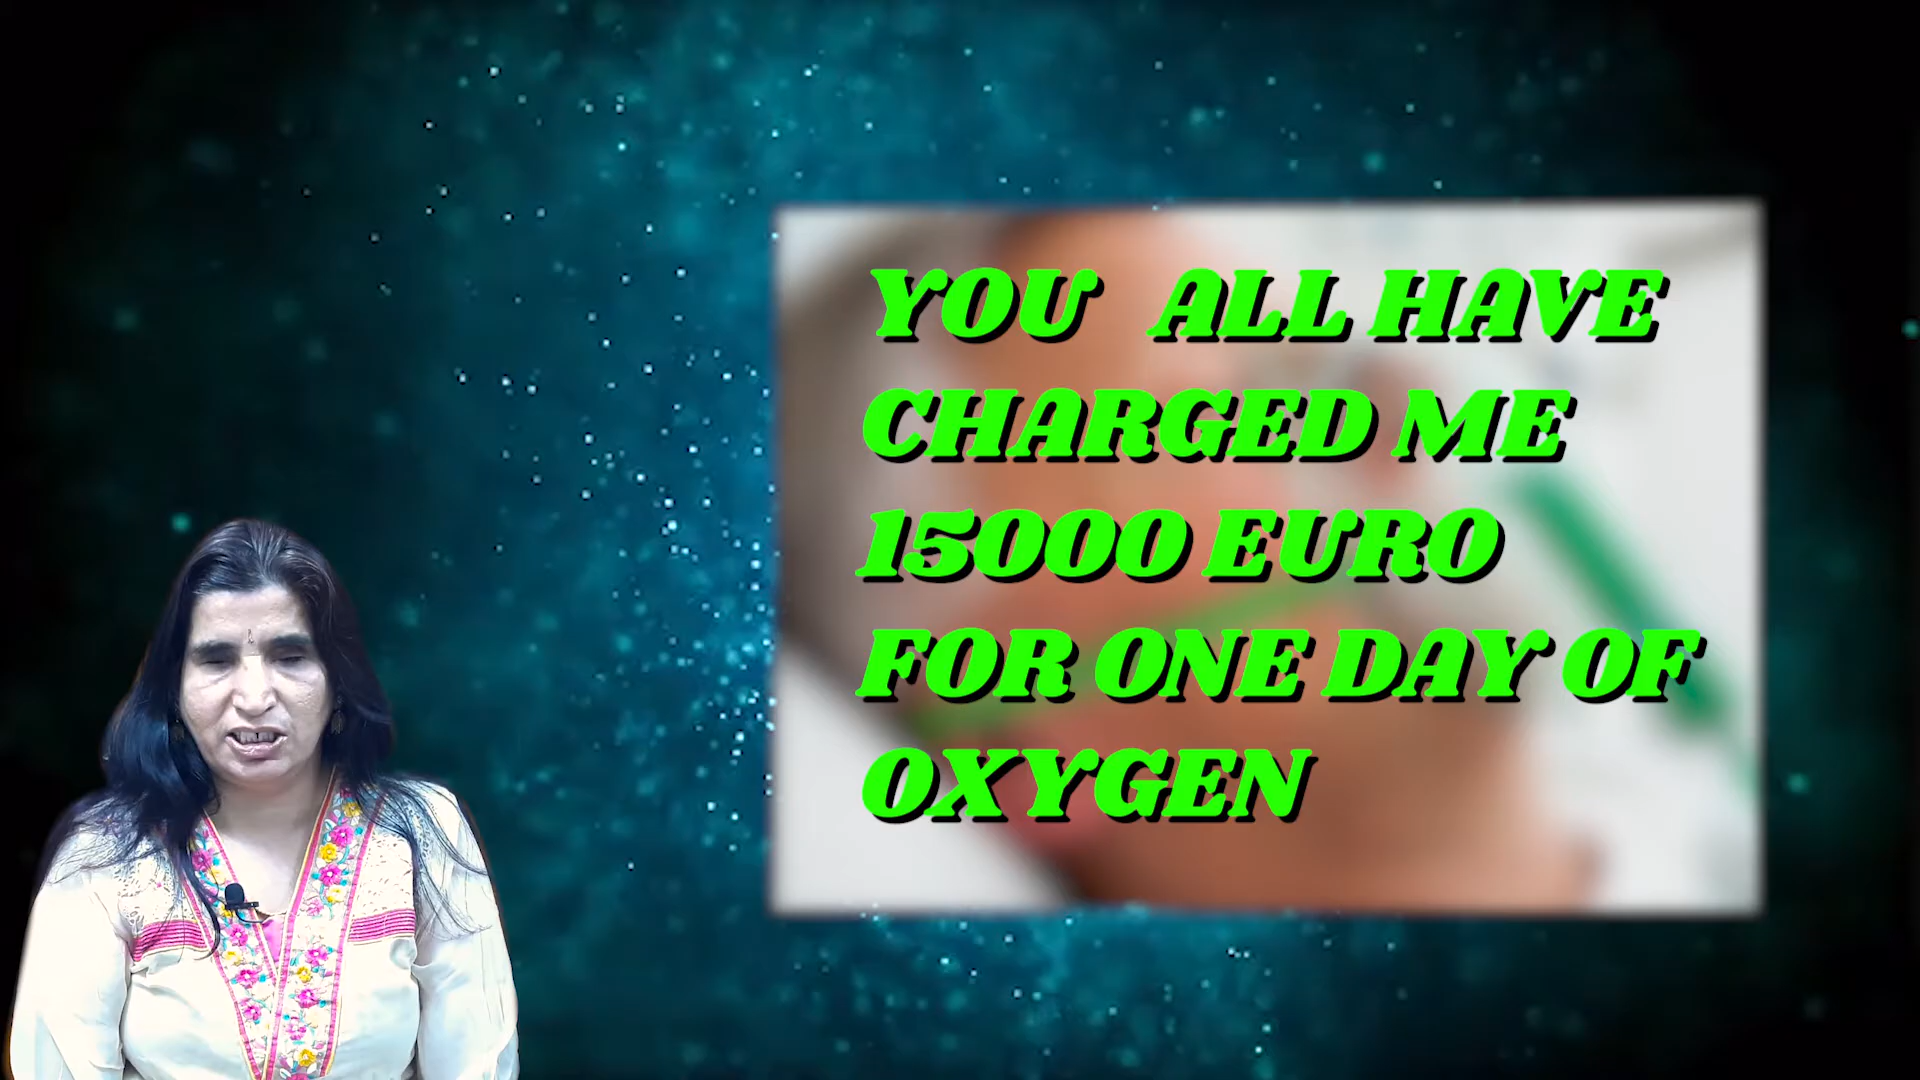 YOU ALL HAVE
CHARGED ME
15000 EURO
FOR ONE DAY OF
OXYGEN